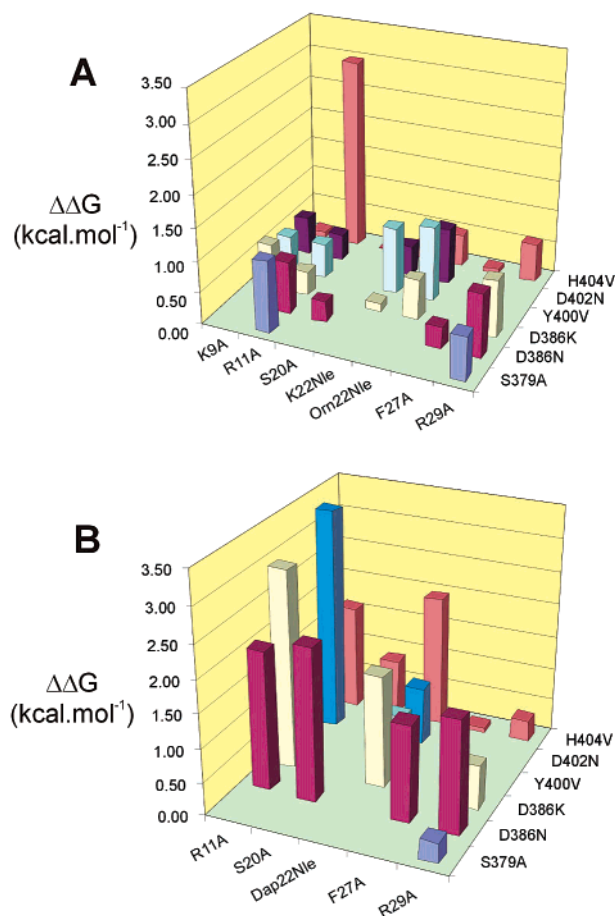 A
3.50
3.00
2.50
2.00
1.50
1.00
0.50
0.00
ΔΔG
(kcal.mol⁻¹)
K9A
R11A
S20A
K22Nle
Orn22Nle
F27A
R29A
H404V
D402N
Y400V
D386K
D386N
S379A
B
3.50
3.00
2.50
2.00
1.50
1.00
0.50
0.00
ΔΔG
(kcal.mol⁻¹)
R11A
S20A
Dap22Nle
F27A
R29A
H404V
D402N
Y400V
D386K
D386N
S379A